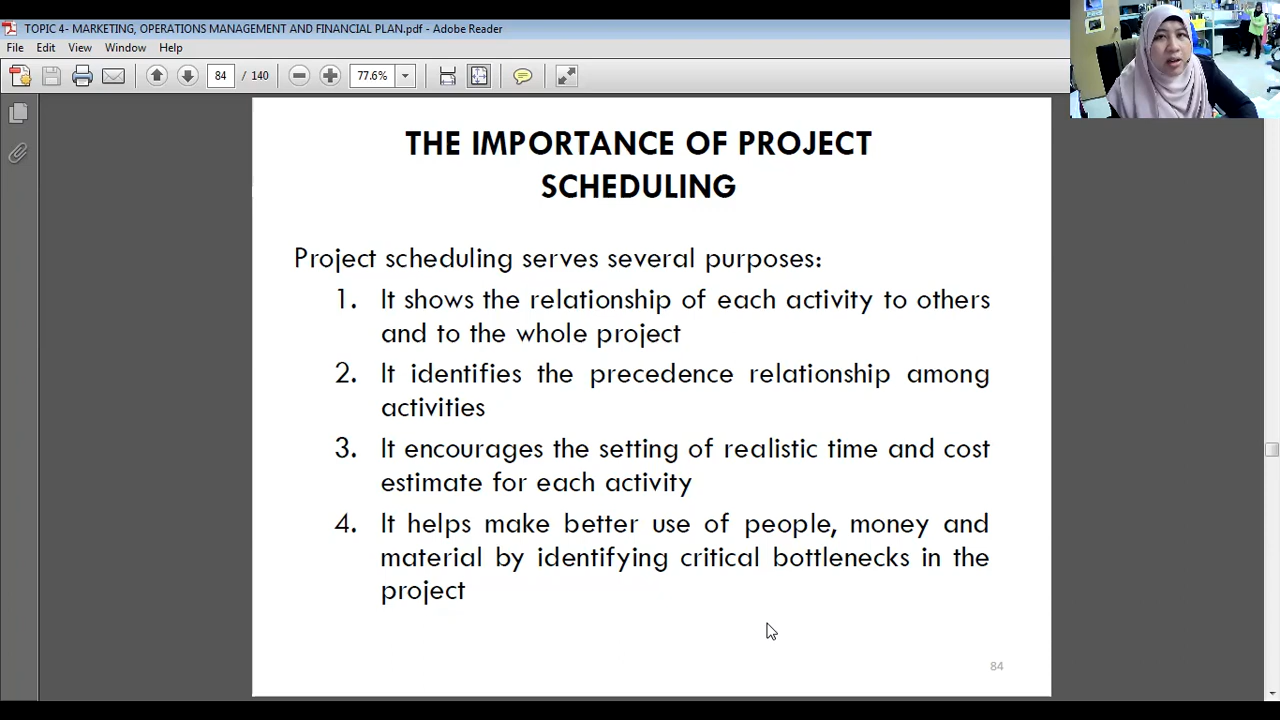 TOPIC 4- MARKETING, OPERATIONS MANAGEMENT AND FINANCIAL PLAN.pdf - Adobe Reader
File Edit View Window Help
84 / 140 77.6%
THE IMPORTANCE OF PROJECT
SCHEDULING
Project scheduling serves several purposes:
1. It shows the relationship of each activity to others
and to the whole project
2. It identifies the precedence relationship among
activities
3. It encourages the setting of realistic time and cost
estimate for each activity
4. It helps make better use of people, money and
material by identifying critical bottlenecks in the
project
84